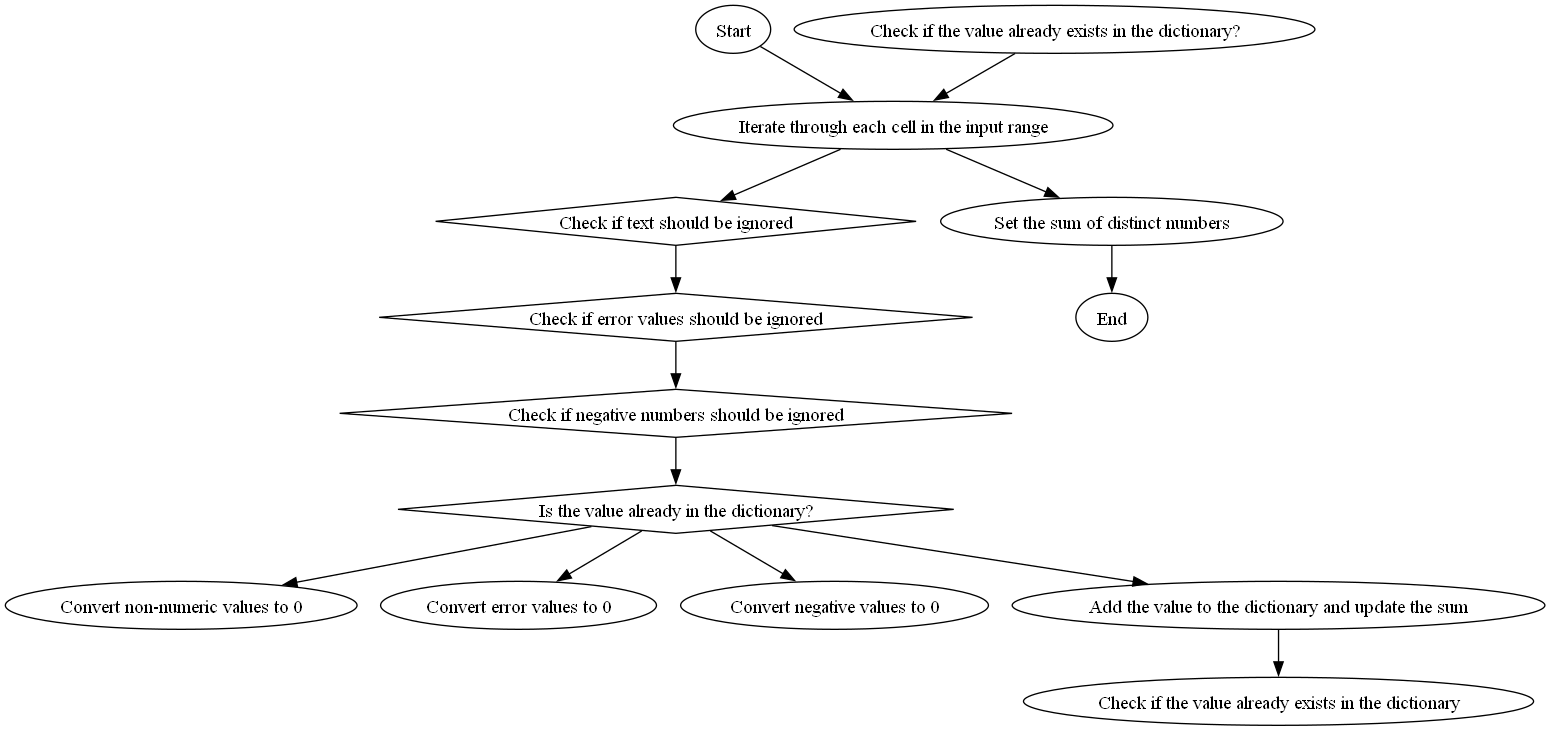 Start
Check if the value already exists in the dictionary?
Iterate through each cell in the input range
Check if text should be ignored
Set the sum of distinct numbers
Check if error values should be ignored
End
Check if negative numbers should be ignored
Is the value already in the dictionary?
Convert non-numeric values to 0
Convert error values to 0
Convert negative values to 0
Add the value to the dictionary and update the sum
Check if the value already exists in the dictionary